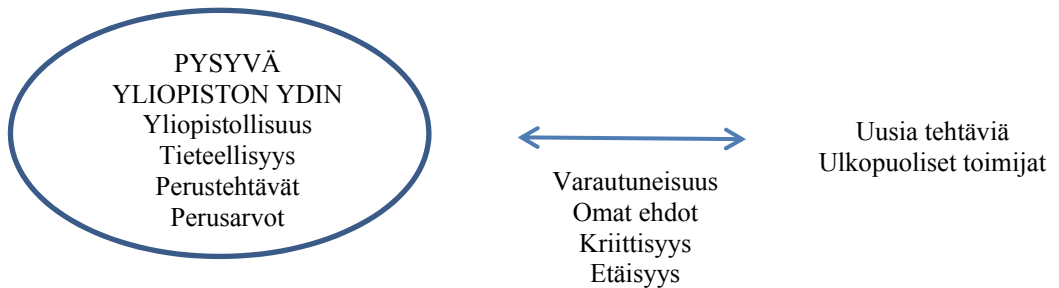 PYSYVÄ
YLIOPISTON YDIN
Yliopistollisuus
Tieteellisyys
Perustehtävät
Perusarvot
Varautuneisuus
Omat ehdot
Kriittisyys
Etäisyys
Uusia tehtäviä
Ulkopuoliset toimijat